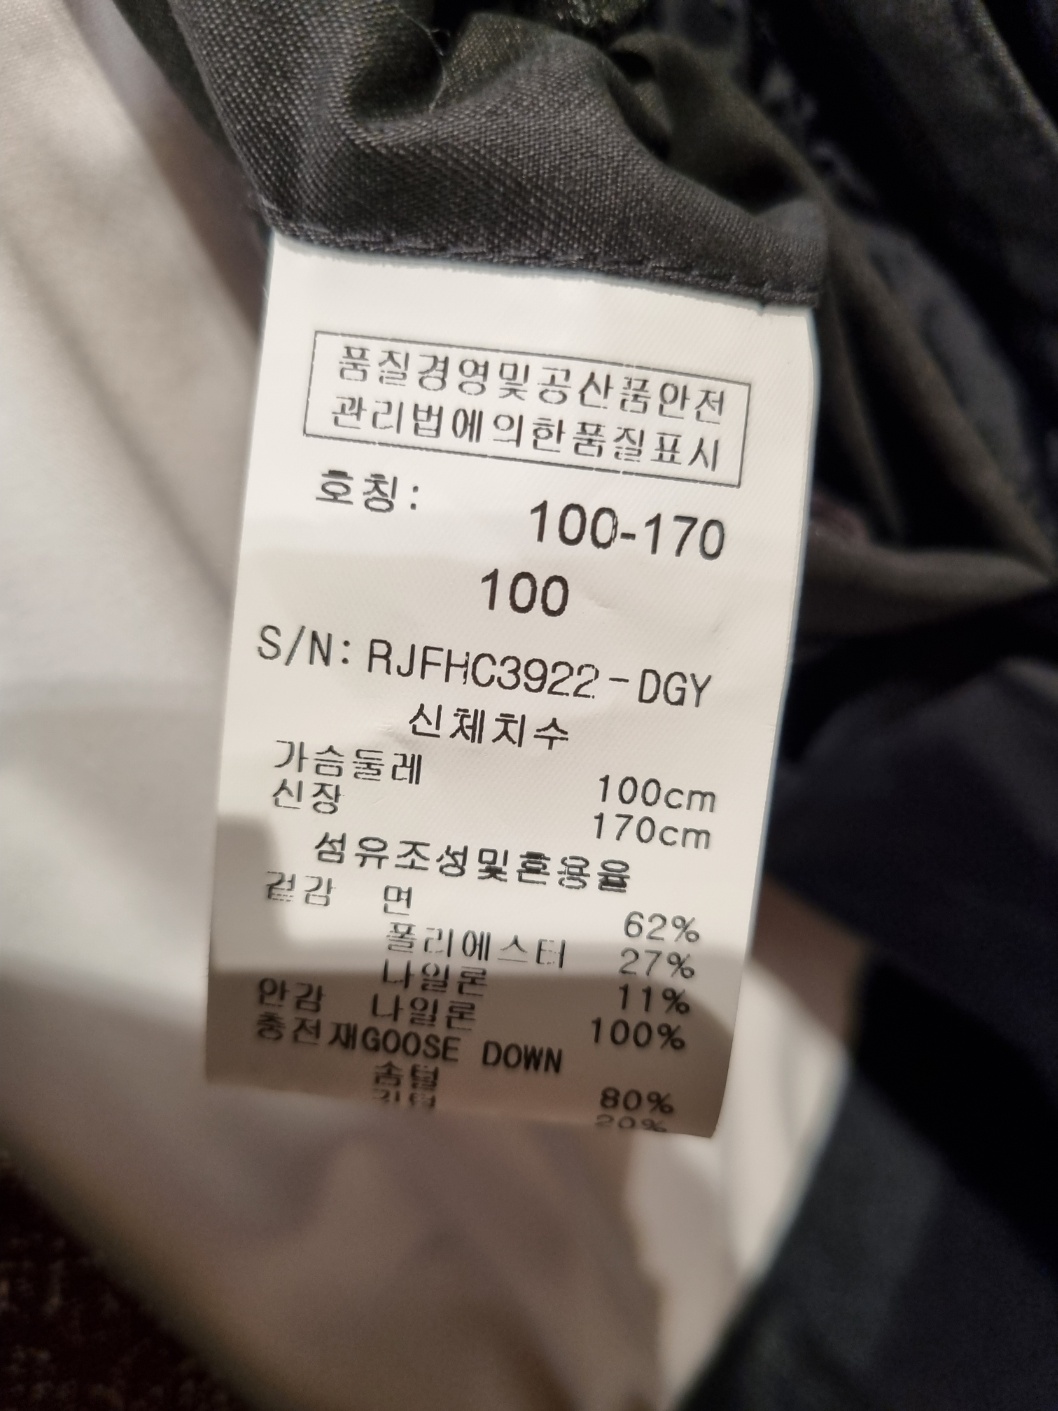 품질경영및공산품안전
관리법에의한품질표시
호칭: 100-170
100
S/N: RJFHC3922-DGY
신체치수
가슴둘레 100cm
신장 170cm
섬유조성및혼용율
겉감 면 62%
폴리에스터 27%
나일론 11%
안감 나일론 100%
충전재GOOSE DOWN
솜털 80%
깃털 20%